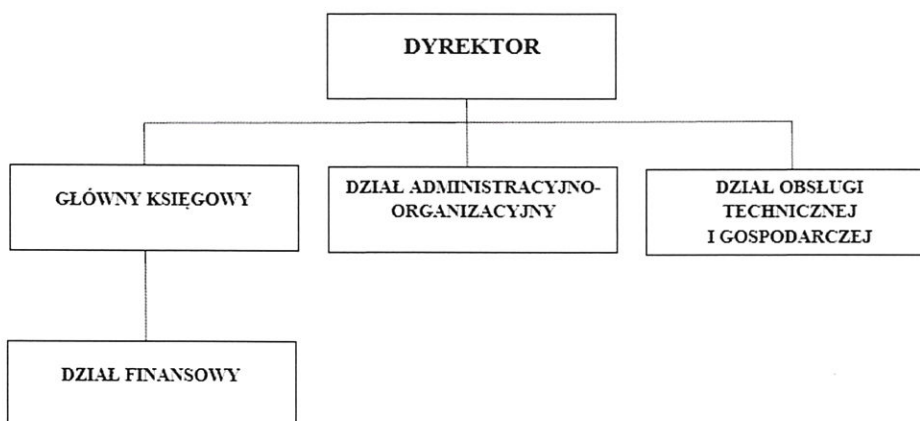 DYREKTOR
GŁÓWNY KSIĘGOWY
DZIAŁ ADMINISTRACYJNO-
ORGANIZACYJNY
DZIAŁ OBSŁUGI
TECHNICZNEJ
I GOSPODARCZEJ
DZIAŁ FINANSOWY